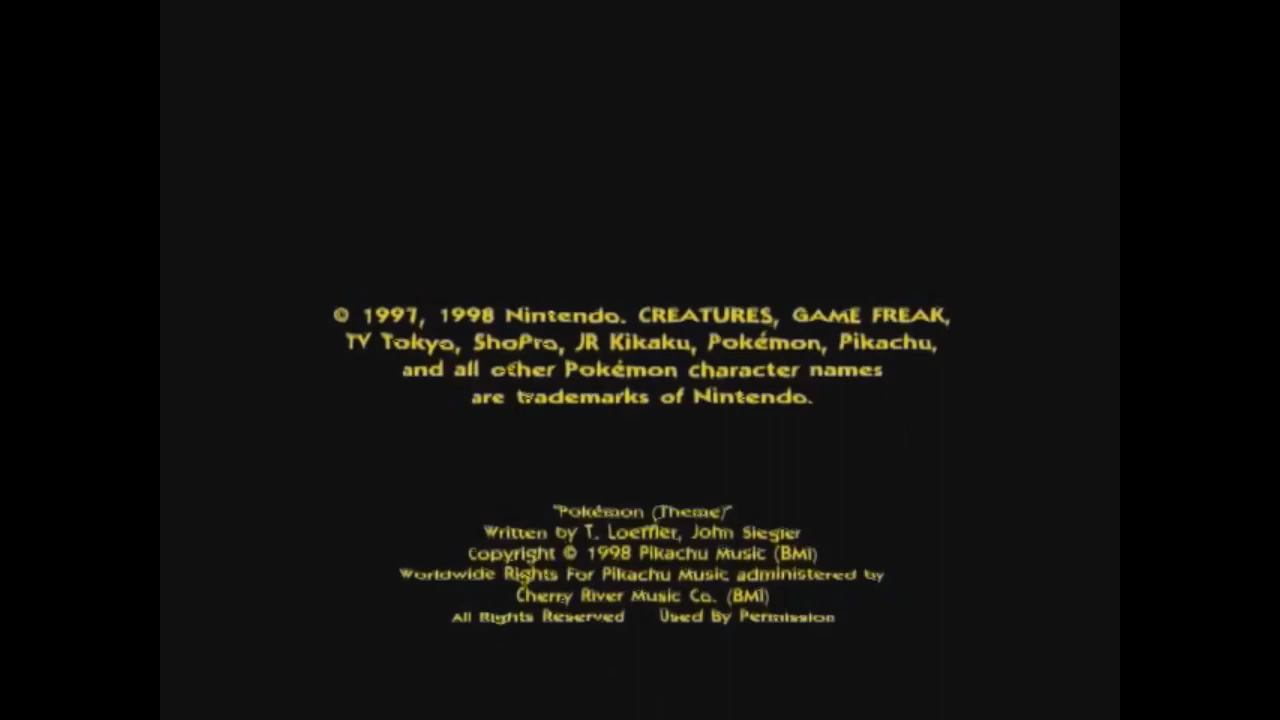 © 1997, 1998 Nintendo. CREATURES, GAME FREAK,
TV Tokyo, ShoPro, JR Kikaku, Pokémon, Pikachu,
and all other Pokémon character names
are trademarks of Nintendo.
"Pokémon (Theme)"
Written by T. Loeffler, John Siegler
Copyright © 1998 Pikachu Music (BMI)
Worldwide Rights For Pikachu Music administered by
Cherry River Music Co. (BMI)
All Rights Reserved Used By Permission